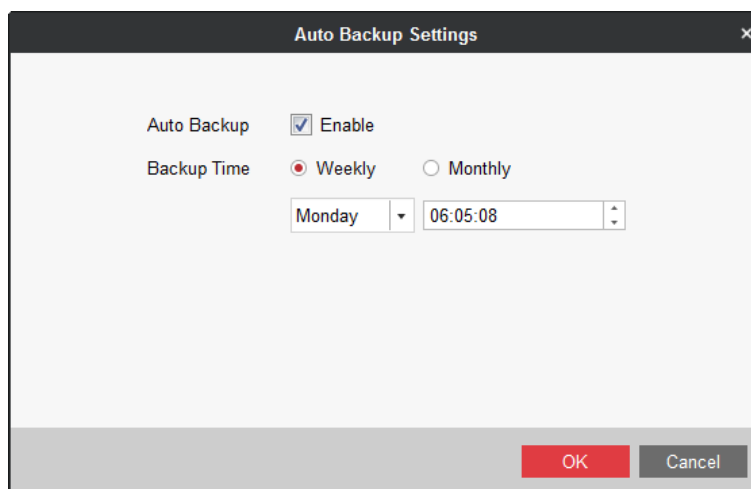 Auto Backup Settings
Auto Backup Enable
Backup Time Weekly Monthly
Monday 06:05:08
OK Cancel